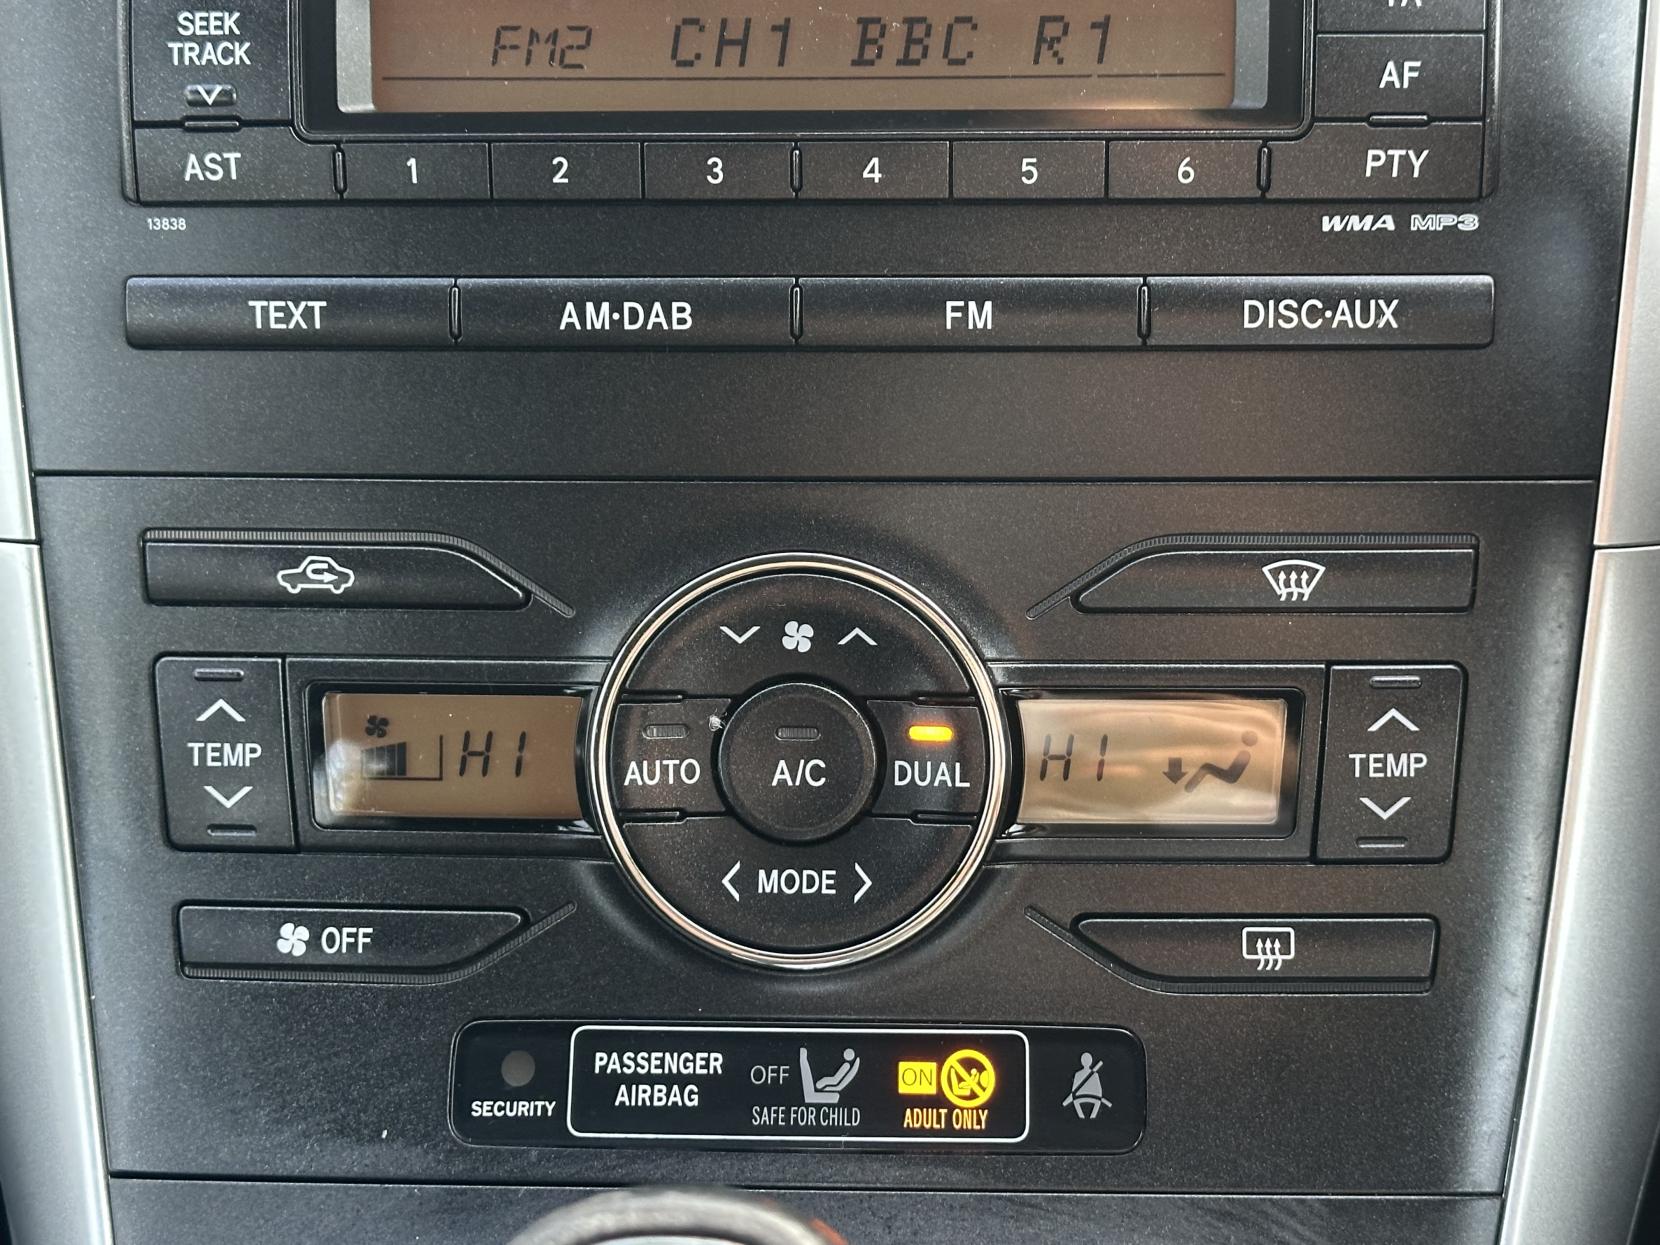 SEEK
TRACK
FM2 CH1 BBC R1
AF
AST 1 2 3 4 5 6 PTY
13838
WMA MP3
TEXT AM•DAB FM DISC•AUX
TEMP HI AUTO A/C DUAL HI TEMP
MODE
OFF
SECURITY
PASSENGER
AIRBAG
OFF
SAFE FOR CHILD
ON
ADULT ONLY